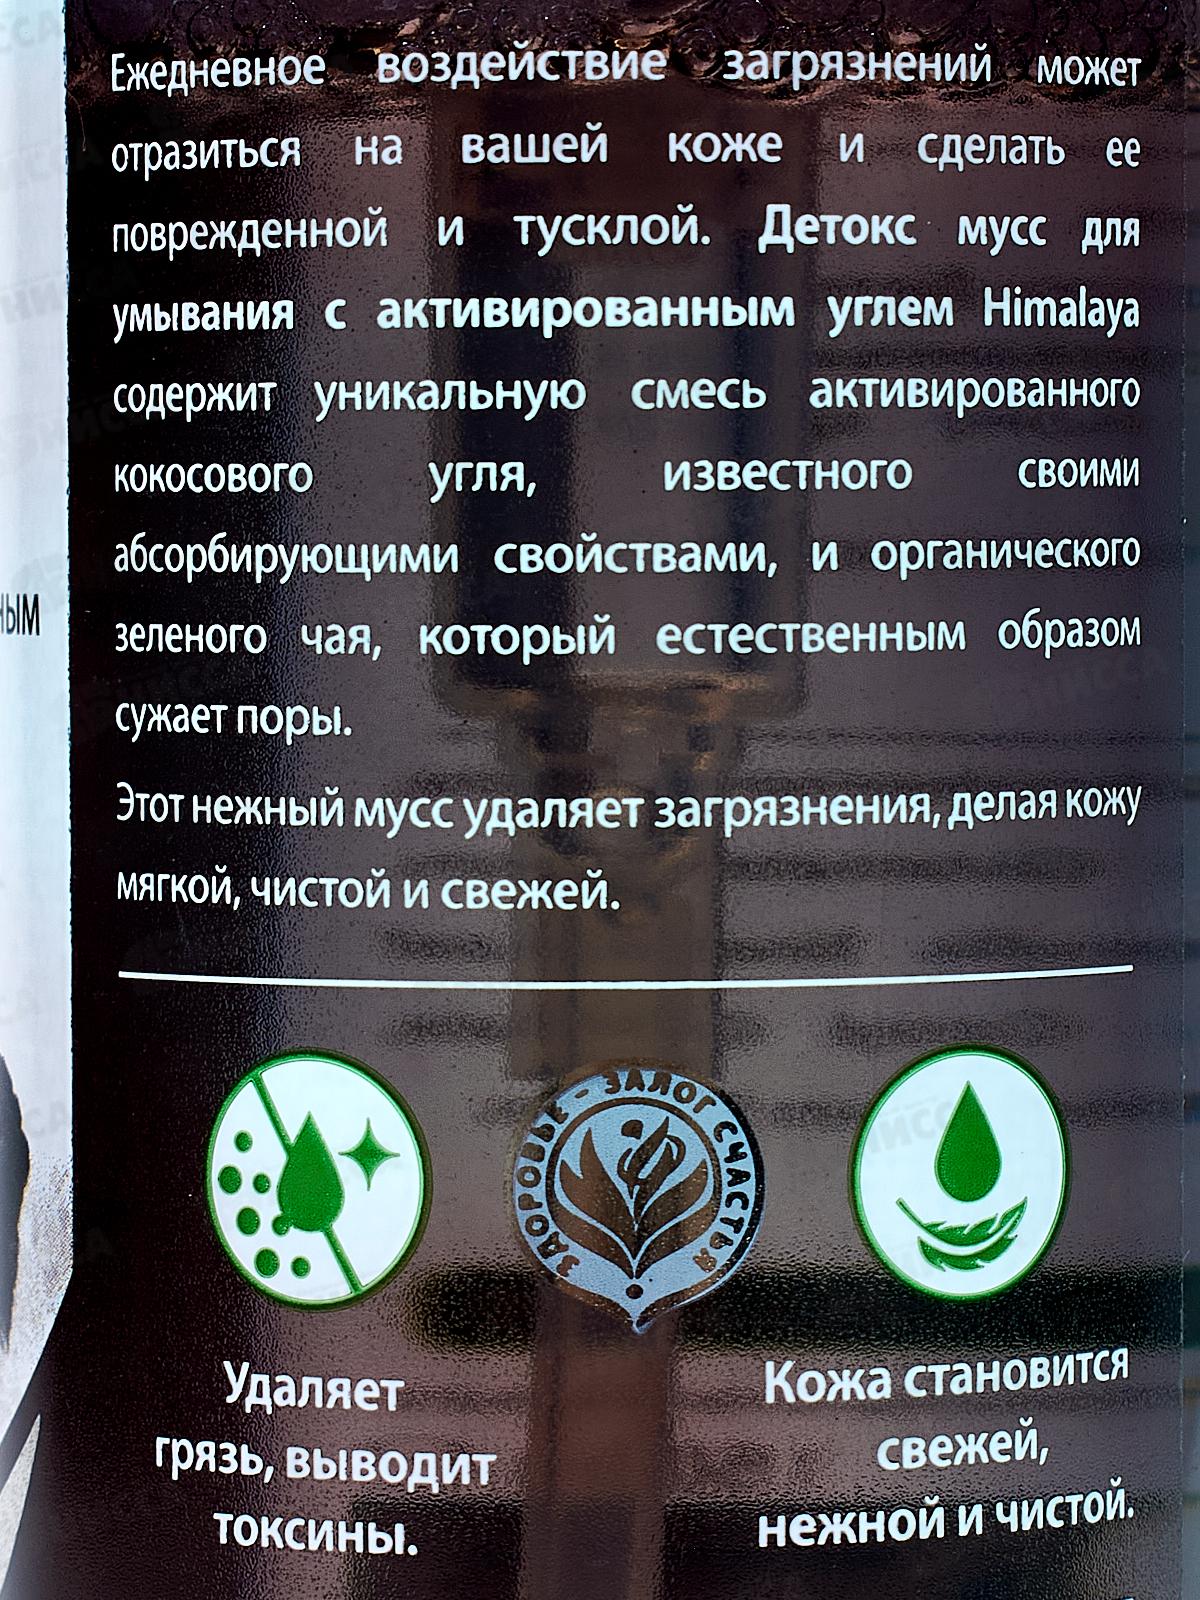 Ежедневное воздействие загрязнений может
отразиться на вашей коже и сделать ее
поврежденной и тусклой. Детокс мусс для
умывания с активированным углем Himalaya
содержит уникальную смесь активированного
кокосового угля, известного своими
абсорбирующими свойствами, и органического
зеленого чая, который естественным образом
сужает поры.
Этот нежный мусс удаляет загрязнения, делая кожу
мягкой, чистой и свежей.
ЗДОРОВЬЕ - ЗАЛОГ СЧАСТЬЯ
Удаляет
грязь, выводит
токсины.
Кожа становится
свежей,
нежной и чистой.